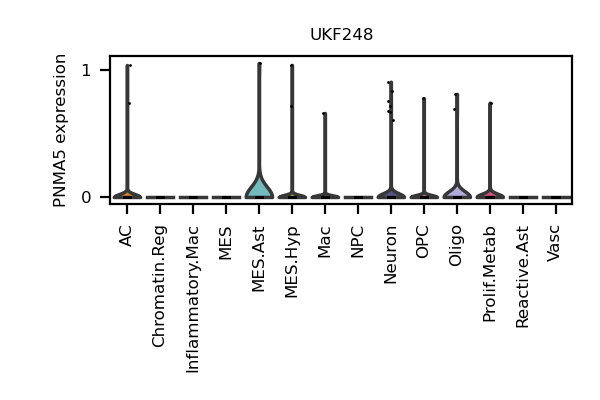 UKF248
PNMA5 expression
1
0
AC
Chromatin.Reg
Inflammatory.Mac
MES
MES.Ast
MES.Hyp
Mac
NPC
Neuron
OPC
Oligo
Prolif.Metab
Reactive.Ast
Vasc